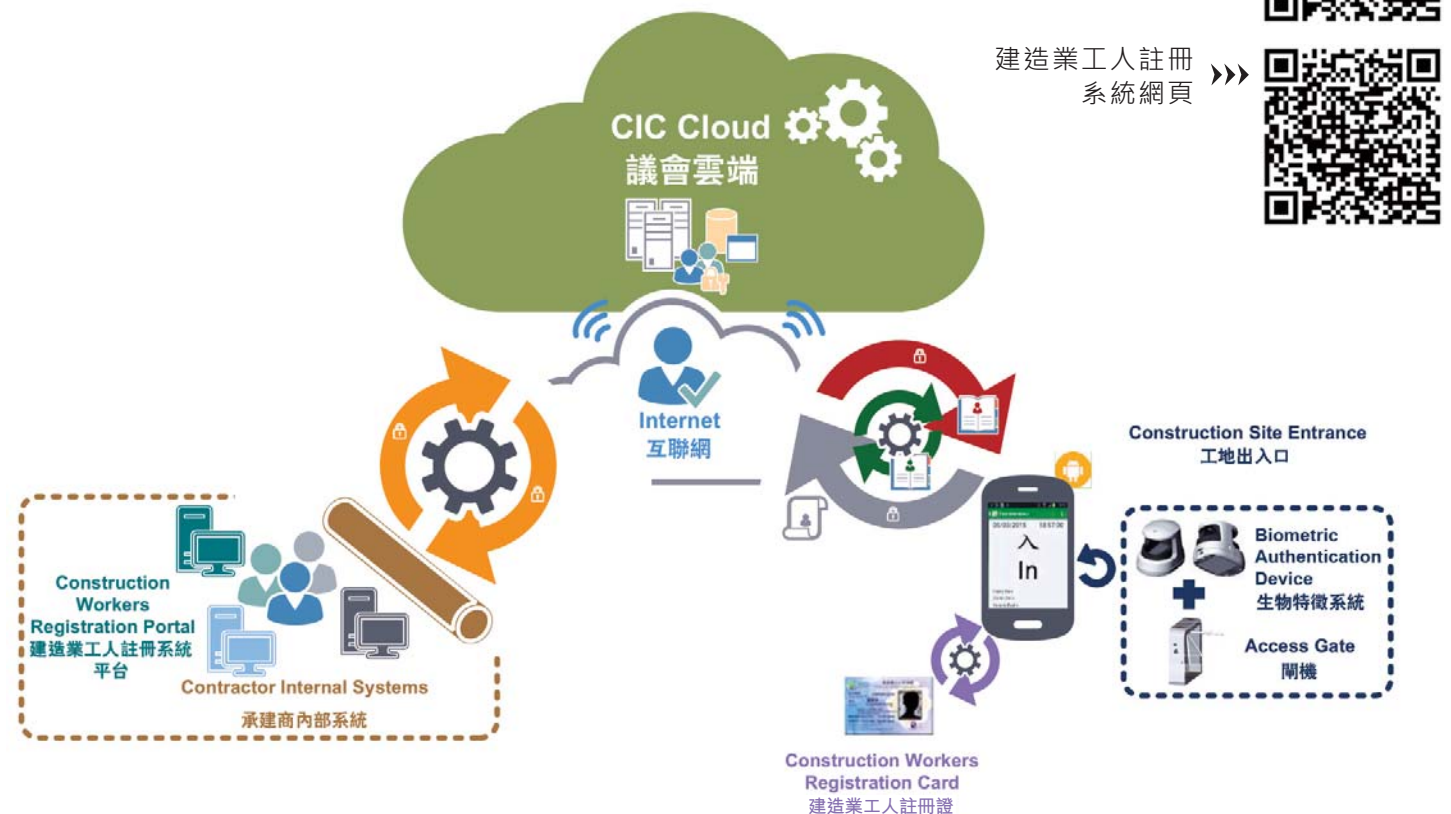 建造業工人註冊
系統網頁
CIC Cloud
議會雲端
Internet
互聯網
Construction Site Entrance
工地出入口
Biometric
Authentication
Device
生物特徵系統
Access Gate
閘機
入
In
Construction
Workers
Registration Portal
建造業工人註冊系統
平台
Contractor Internal Systems
承建商內部系統
Construction Workers
Registration Card
建造業工人註冊證